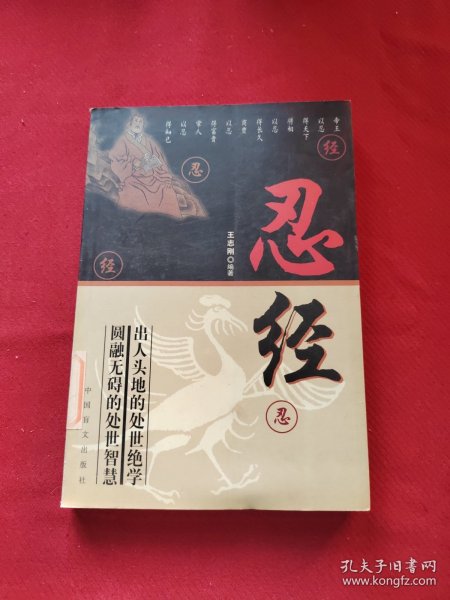 帝王
以忍
得天下
将相
以忍
得长久
商贾
以忍
得富贵
常人
以忍
得知己
经
忍
经
忍
王志刚 编著
经
忍
出人头地的处世绝学
圆融无碍的处世智慧
中国盲文出版社
孔夫子旧书网
www.kongfz.com